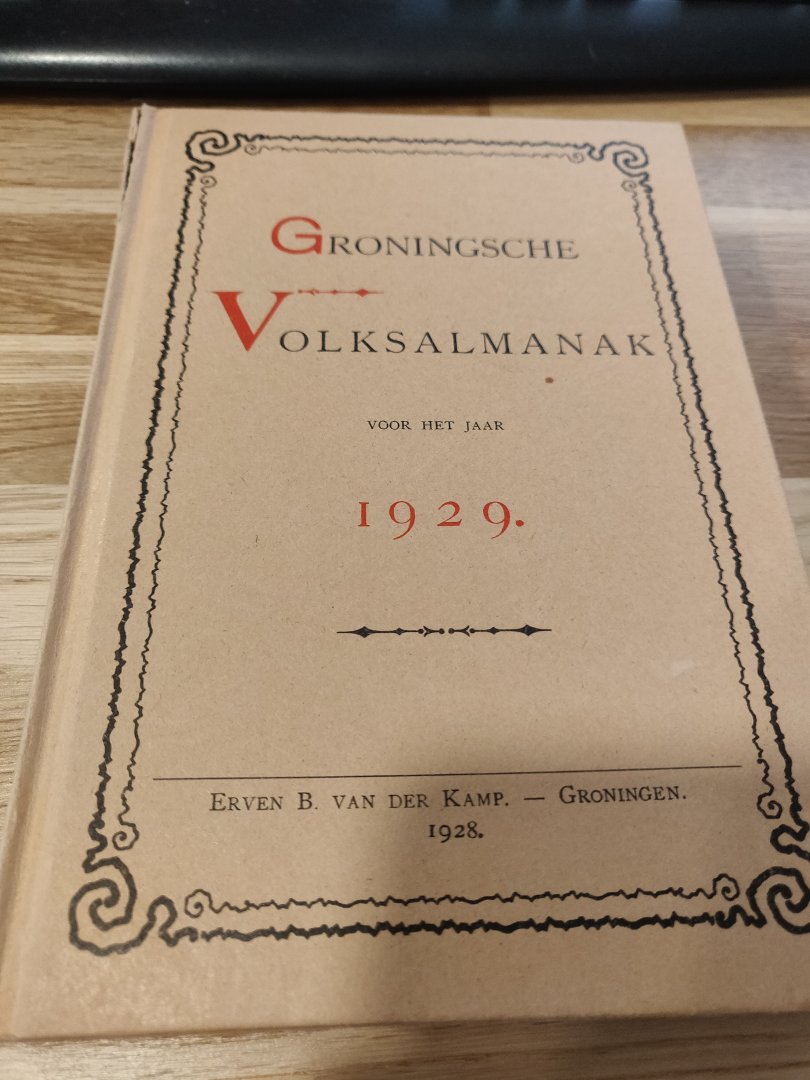 GRONINGSCHE
VOLKSALMANAK
VOOR HET JAAR
1929.
ERVEN B. VAN DER KAMP. — GRONINGEN.
1928.